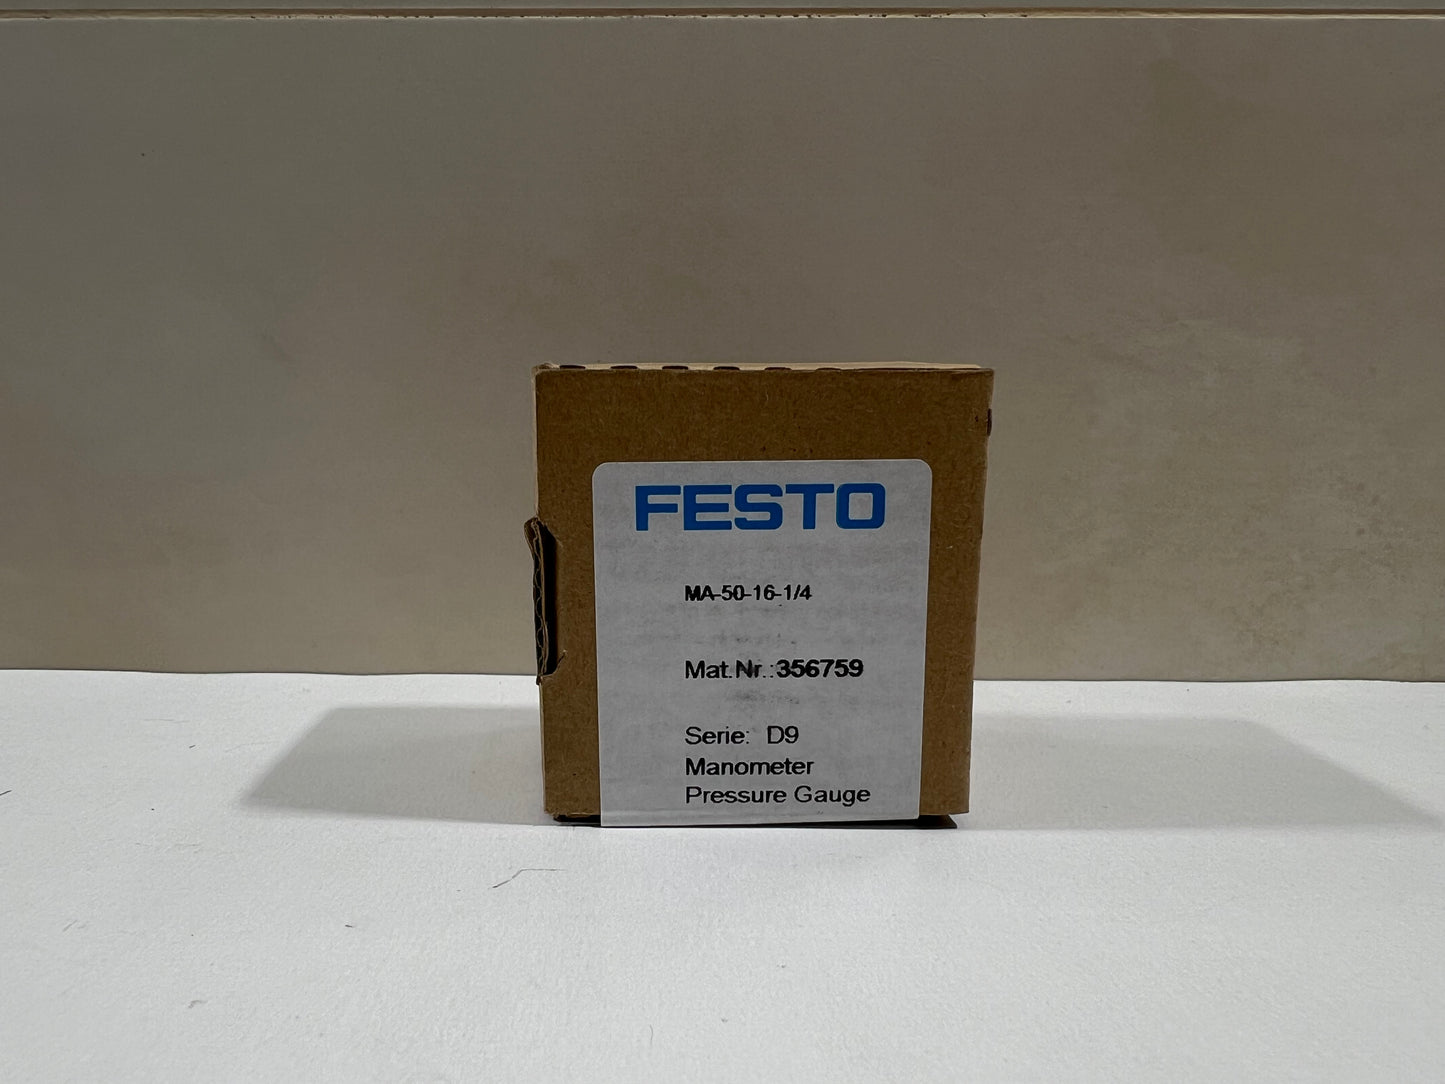 FESTO
MA-50-16-1/4
Mat.Nr.:356759
Serie: D9
Manometer
Pressure Gauge